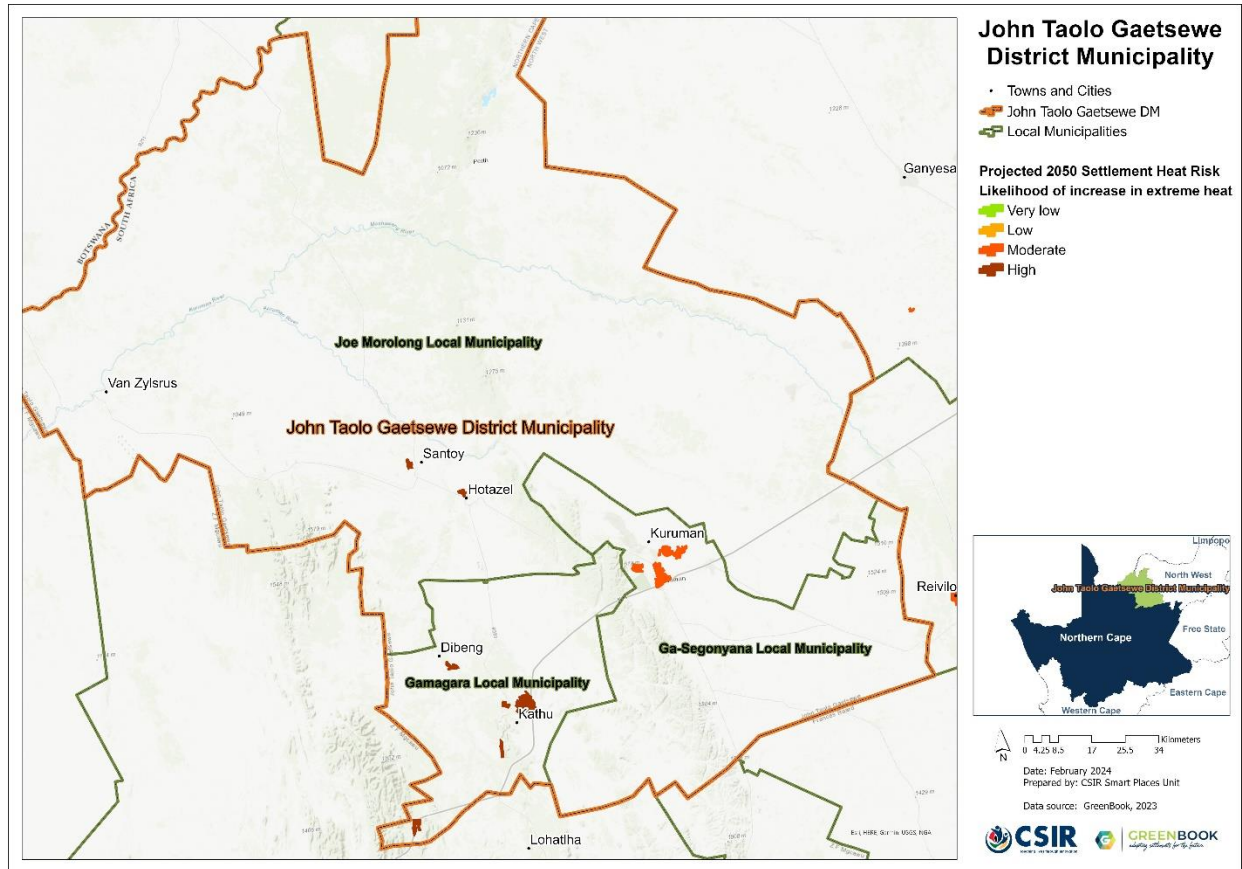 John Taolo Gaetsewe
District Municipality
Towns and Cities
John Taolo Gaetsewe DM
Local Municipalities
Projected 2050 Settlement Heat Risk
Likelihood of increase in extreme heat
Very low
Low
Moderate
High
NORTHERN CAPE
NORTH WEST
BOTSWANA
SOUTH AFRICA
Ganyesa
Joe Morolong Local Municipality
Van Zylsrus
John Taolo Gaetsewe District Municipality
Santoy
Hotazel
Kuruman
Reivilo
Dibeng
Ga-Segonyana Local Municipality
Gamagara Local Municipality
Kathu
Lohatlha
Limpopo
North West
John Taolo Gaetsewe District Municipality
Northern Cape
Free State
Eastern Cape
Western Cape
Kilometers
0 4.25 8.5 17 25.5 34
N
Date: February 2024
Prepared by: CSIR Smart Places Unit
Data source: GreenBook, 2023
CSIR
GREENBOOK
adapting settlements for the future